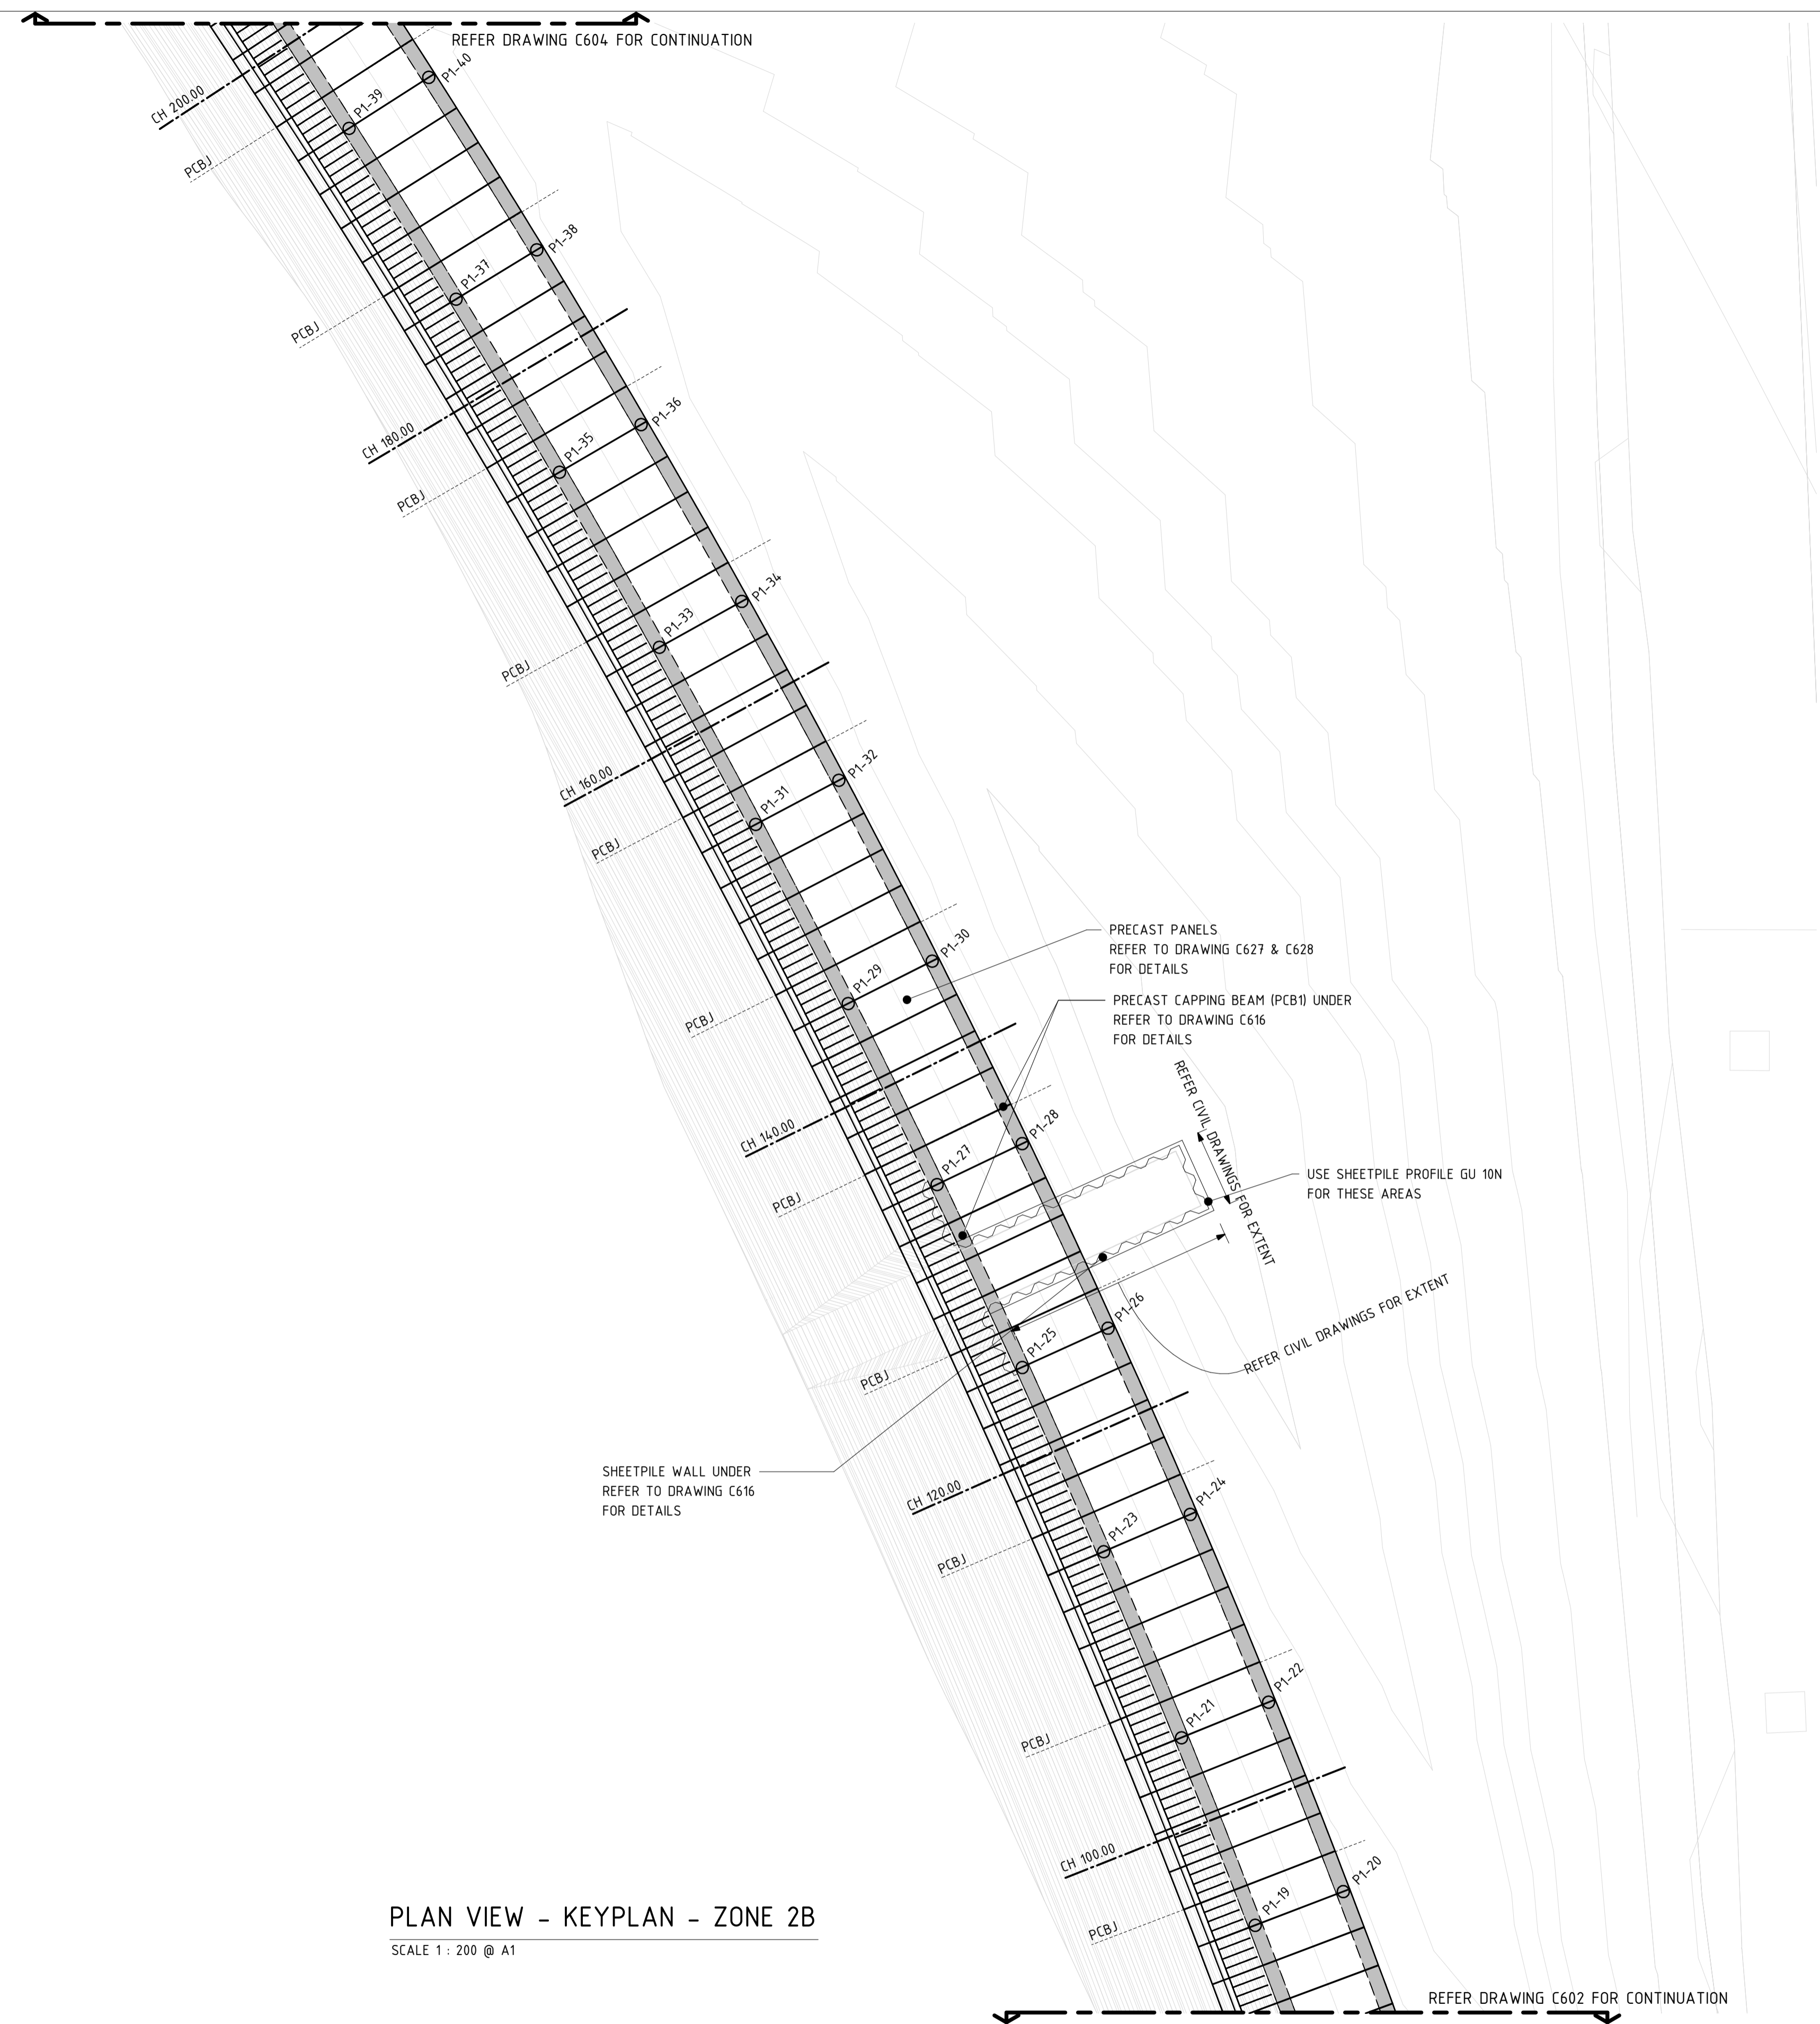 REFER DRAWING C604 FOR CONTINUATION
P1-40
CH 200.00
P1-39
PCBJ
P1-38
P1-37
PCBJ
P1-36
CH 180.00
P1-35
PCBJ
P1-34
P1-33
PCBJ
P1-32
CH 160.00
P1-31
PCBJ
PRECAST PANELS
REFER TO DRAWING C627 & C628
FOR DETAILS
P1-30
P1-29
PCBJ
PRECAST CAPPING BEAM (PCB1) UNDER
REFER TO DRAWING C616
FOR DETAILS
CH 140.00
P1-28
REFER CIVIL DRAWINGS FOR EXTENT
P1-27
PCBJ
USE SHEETPILE PROFILE GU 10N
FOR THESE AREAS
P1-26
REFER CIVIL DRAWINGS FOR EXTENT
P1-25
PCBJ
SHEETPILE WALL UNDER
REFER TO DRAWING C616
FOR DETAILS
CH 120.00
P1-24
P1-23
PCBJ
P1-22
P1-21
PCBJ
CH 100.00
P1-20
P1-19
PCBJ
PLAN VIEW - KEYPLAN - ZONE 2B
SCALE 1 : 200 @ A1
REFER DRAWING C602 FOR CONTINUATION